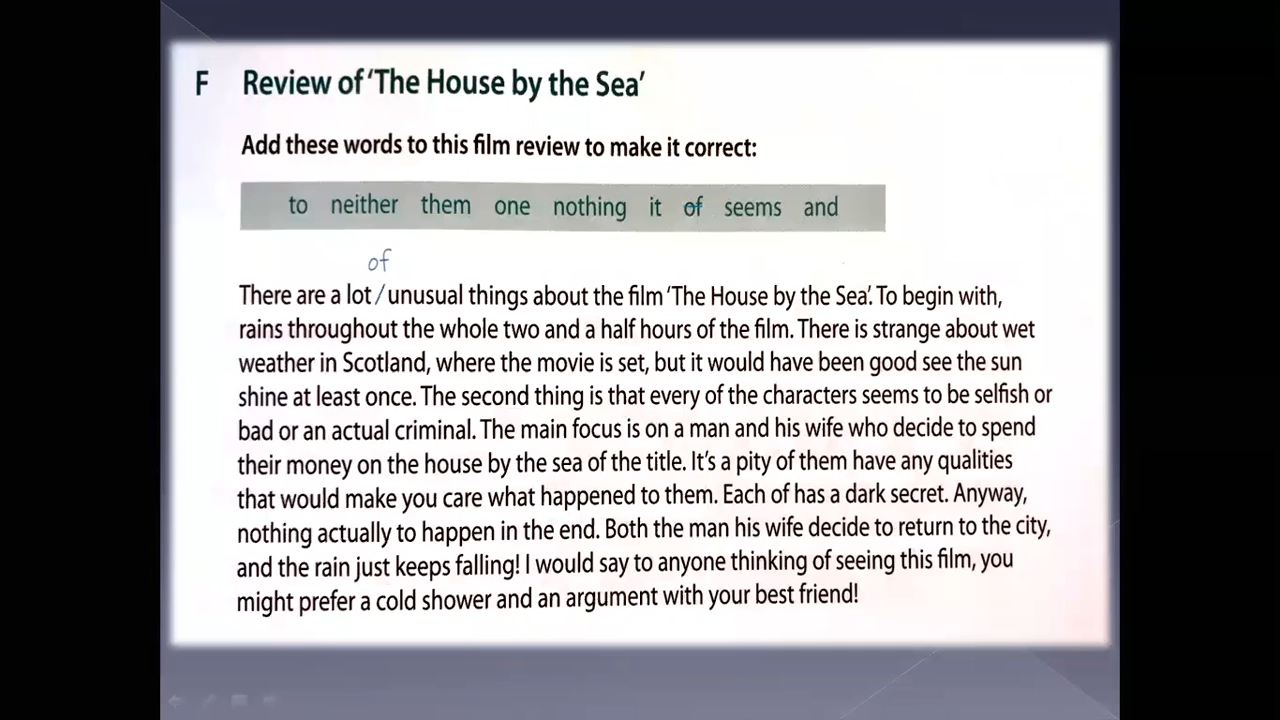 F Review of 'The House by the Sea'
Add these words to this film review to make it correct:
to neither them one nothing it of seems and
of
There are a lot / unusual things about the film 'The House by the Sea'. To begin with,
rains throughout the whole two and a half hours of the film. There is strange about wet
weather in Scotland, where the movie is set, but it would have been good see the sun
shine at least once. The second thing is that every of the characters seems to be selfish or
bad or an actual criminal. The main focus is on a man and his wife who decide to spend
their money on the house by the sea of the title. It's a pity of them have any qualities
that would make you care what happened to them. Each of has a dark secret. Anyway,
nothing actually to happen in the end. Both the man his wife decide to return to the city,
and the rain just keeps falling! I would say to anyone thinking of seeing this film, you
might prefer a cold shower and an argument with your best friend!